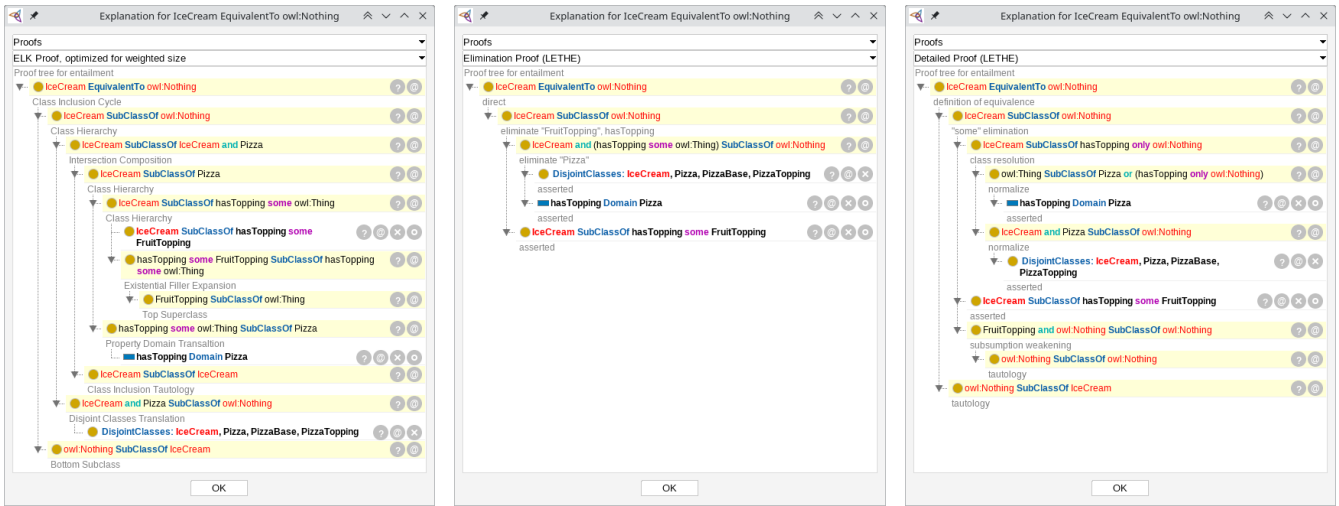 Explanation for IceCream EquivalentTo owl:Nothing
Proofs
ELK Proof, optimized for weighted size
Proof tree for entailment
IceCream EquivalentTo owl:Nothing
Class Inclusion Cycle
IceCream SubClassOf owl:Nothing
Class Hierarchy
IceCream SubClassOf IceCream and Pizza
Intersection Composition
IceCream SubClassOf Pizza
Class Hierarchy
IceCream SubClassOf hasTopping some owl:Thing
Class Hierarchy
IceCream SubClassOf hasTopping some
FruitTopping
hasTopping some FruitTopping SubClassOf hasTopping
some owl:Thing
Existential Filler Expansion
FruitTopping SubClassOf owl:Thing
Top Superclass
hasTopping some owl:Thing SubClassOf Pizza
Property Domain Transaltion
hasTopping Domain Pizza
IceCream SubClassOf IceCream
Class Inclusion Tautology
IceCream and Pizza SubClassOf owl:Nothing
Disjoint Classes Translation
DisjointClasses: IceCream, Pizza, PizzaBase, PizzaTopping
owl:Nothing SubClassOf IceCream
Bottom Subclass
OK
Explanation for IceCream EquivalentTo owl:Nothing
Proofs
Elimination Proof (LETHE)
Proof tree for entailment
IceCream EquivalentTo owl:Nothing
direct
IceCream SubClassOf owl:Nothing
eliminate "FruitTopping", hasTopping
IceCream and (hasTopping some owl:Thing) SubClassOf owl:Nothing
eliminate "Pizza"
DisjointClasses: IceCream, Pizza, PizzaBase, PizzaTopping
asserted
hasTopping Domain Pizza
asserted
IceCream SubClassOf hasTopping some FruitTopping
asserted
OK
Explanation for IceCream EquivalentTo owl:Nothing
Proofs
Detailed Proof (LETHE)
Proof tree for entailment
IceCream EquivalentTo owl:Nothing
definition of equivalence
IceCream SubClassOf owl:Nothing
"some" elimination
IceCream SubClassOf hasTopping only owl:Nothing
class resolution
owl:Thing SubClassOf Pizza or (hasTopping only owl:Nothing)
normalize
hasTopping Domain Pizza
asserted
IceCream and Pizza SubClassOf owl:Nothing
normalize
DisjointClasses: IceCream, Pizza, PizzaBase,
PizzaTopping
asserted
IceCream SubClassOf hasTopping some FruitTopping
asserted
FruitTopping and owl:Nothing SubClassOf owl:Nothing
subsumption weakening
owl:Nothing SubClassOf owl:Nothing
tautology
owl:Nothing SubClassOf IceCream
tautology
OK